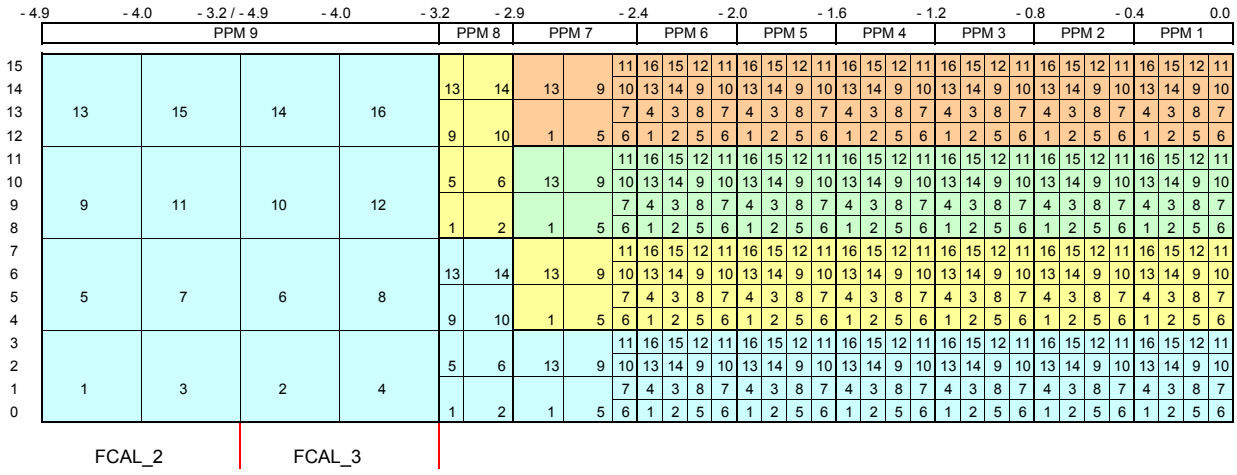 - 4.9 - 4.0 - 3.2 / - 4.9 - 4.0 - 3.2 - 2.9 - 2.4 - 2.0 - 1.6 - 1.2 - 0.8 - 0.4 0.0
PPM 9 PPM 8 PPM 7 PPM 6 PPM 5 PPM 4 PPM 3 PPM 2 PPM 1
15 11 16 15 12 11 16 15 12 11 16 15 12 11 16 15 12 11 16 15 12 11 16 15 12 11
14 13 14 13 9 10 13 14 9 10 13 14 9 10 13 14 9 10 13 14 9 10 13 14 9 10 13 14 9 10
13 13 15 14 16 7 4 3 8 7 4 3 8 7 4 3 8 7 4 3 8 7 4 3 8 7 4 3 8 7
12 9 10 1 5 6 1 2 5 6 1 2 5 6 1 2 5 6 1 2 5 6 1 2 5 6 1 2 5 6
11 11 16 15 12 11 16 15 12 11 16 15 12 11 16 15 12 11 16 15 12 11 16 15 12 11
10 5 6 13 9 10 13 14 9 10 13 14 9 10 13 14 9 10 13 14 9 10 13 14 9 10 13 14 9 10
9 9 11 10 12 7 4 3 8 7 4 3 8 7 4 3 8 7 4 3 8 7 4 3 8 7 4 3 8 7
8 1 2 1 5 6 1 2 5 6 1 2 5 6 1 2 5 6 1 2 5 6 1 2 5 6 1 2 5 6
7 11 16 15 12 11 16 15 12 11 16 15 12 11 16 15 12 11 16 15 12 11 16 15 12 11
6 13 14 13 9 10 13 14 9 10 13 14 9 10 13 14 9 10 13 14 9 10 13 14 9 10 13 14 9 10
5 5 7 6 8 7 4 3 8 7 4 3 8 7 4 3 8 7 4 3 8 7 4 3 8 7 4 3 8 7
4 9 10 1 5 6 1 2 5 6 1 2 5 6 1 2 5 6 1 2 5 6 1 2 5 6 1 2 5 6
3 11 16 15 12 11 16 15 12 11 16 15 12 11 16 15 12 11 16 15 12 11 16 15 12 11
2 5 6 13 9 10 13 14 9 10 13 14 9 10 13 14 9 10 13 14 9 10 13 14 9 10 13 14 9 10
1 1 3 2 4 7 4 3 8 7 4 3 8 7 4 3 8 7 4 3 8 7 4 3 8 7 4 3 8 7
0 1 2 1 5 6 1 2 5 6 1 2 5 6 1 2 5 6 1 2 5 6 1 2 5 6 1 2 5 6
FCAL_2 FCAL_3